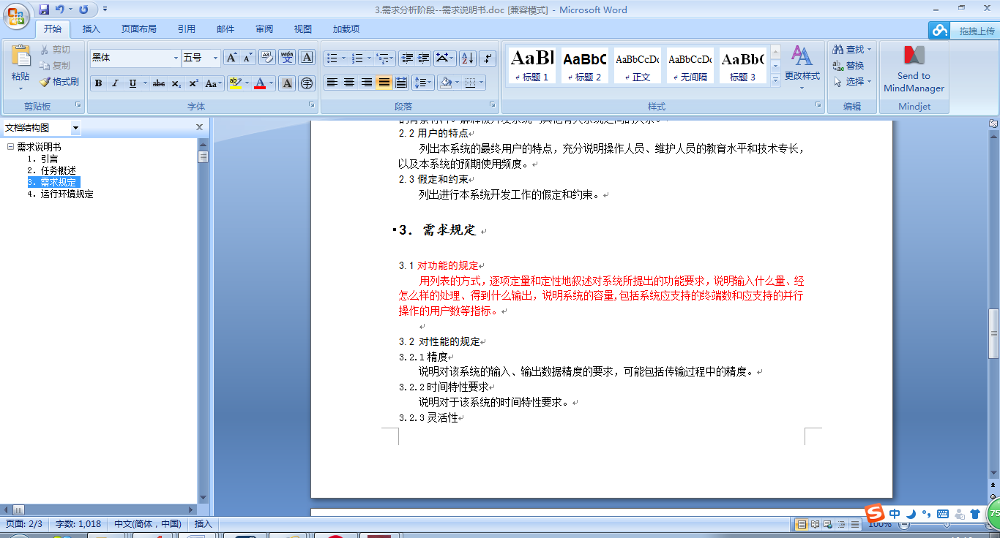 3.需求分析阶段--需求说明书.doc [兼容模式] - Microsoft Word
开始 插入 页面布局 引用 邮件 审阅 视图 加载项
拖拽上传
粘贴
剪切
复制
格式刷
剪贴板
黑体 五号
字体
段落
AaBl AaBbC AaBbCcDc AaBbCcDc AaBbC
标题 1 标题 2 正文 无间隔 标题 3
更改样式
样式
查找
替换
选择
编辑
Send to
MindManager
Mindjet
文档结构图
需求说明书
1. 引言
2. 任务概述
3. 需求规定
4. 运行环境规定
2.2 用户的特点
列出本系统的最终用户的特点，充分说明操作人员、维护人员的教育水平和技术专长，
以及本系统的预期使用频度。
2.3 假定和约束
列出进行本系统开发工作的假定和约束。
3. 需求规定
3.1 对功能的规定
用列表的方式，逐项定量和定性地叙述对系统所提出的功能要求，说明输入什么量、经
怎么样的处理、得到什么输出，说明系统的容量,包括系统应支持的终端数和应支持的并行
操作的用户数等指标。
3.2 对性能的规定
3.2.1 精度
说明对该系统的输入、输出数据精度的要求，可能包括传输过程中的精度。
3.2.2 时间特性要求
说明对于该系统的时间特性要求。
3.2.3 灵活性
页面: 2/3 字数: 1,018 中文(简体，中国) 插入
100%
中
75